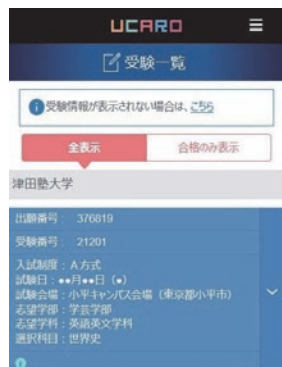 UCARO
受験一覧
受験情報が表示されない場合は、こちら
全表示
合格のみ表示
津田塾大学
出願番号： 376819
受験番号： 21201
入試制度：A方式
試験日：●●月●●日（●）
試験会場：小平キャンパス会場（東京都小平市）
志望学部：学芸学部
志望学科：英語英文学科
選択科目：世界史